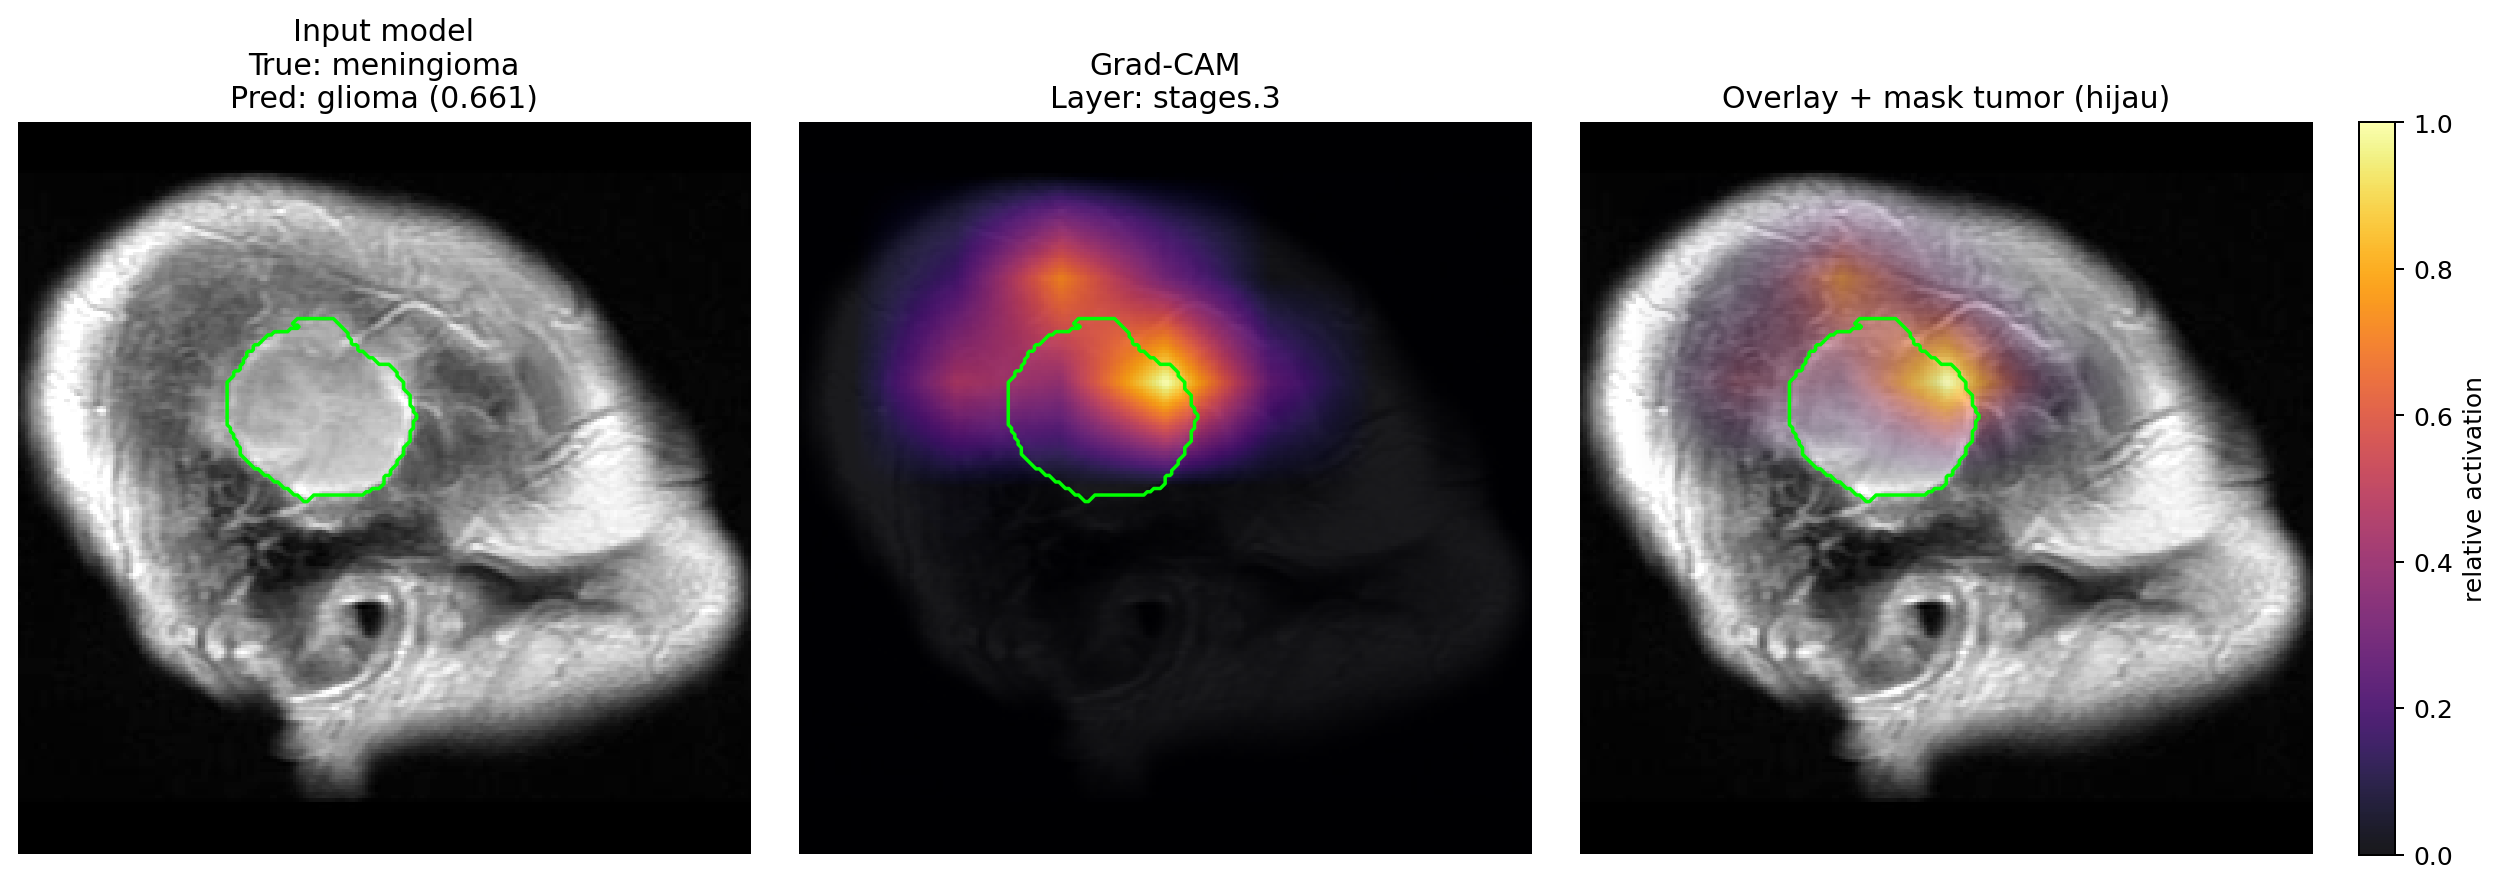 Input model
True: meningioma
Pred: glioma (0.661)
Grad-CAM
Layer: stages.3
Overlay + mask tumor (hijau)
1.0
0.8
0.6
0.4
0.2
0.0
relative activation